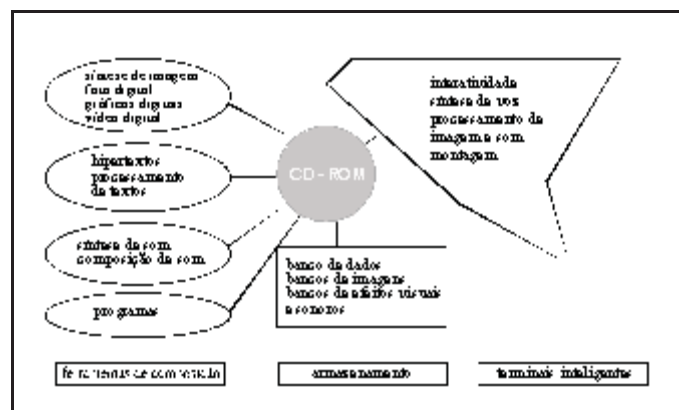 síntese de imagem
foto digital
gráficos digitais
vídeo digital
hipertextos
processamento
de textos
síntese de som
composição de som
programas
CD-ROM
interatividade
síntese de voz
processamento de
imagem e som
montagem
banco de dados
bancos de imagens
bancos de efeitos visuais
e sonoros
ferramentas de
armazenamento
terminais inteligentes